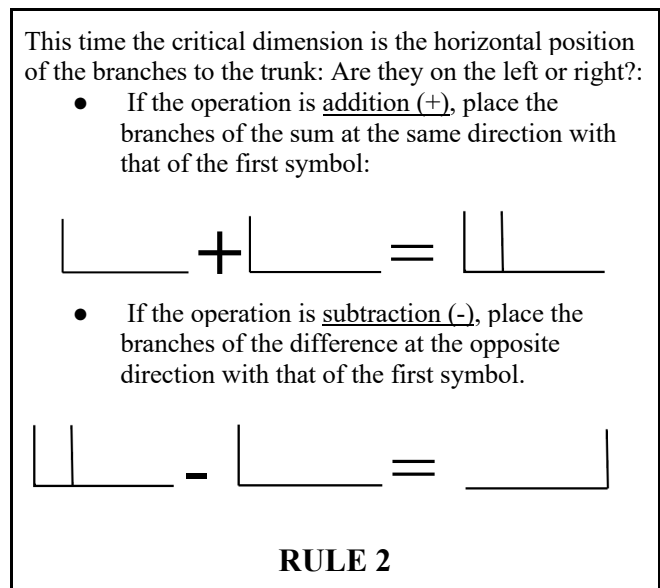 This time the critical dimension is the horizontal position
of the branches to the trunk: Are they on the left or right?:
● If the operation is addition (+), place the
branches of the sum at the same direction with
that of the first symbol:
+ =
● If the operation is subtraction (-), place the
branches of the difference at the opposite
direction with that of the first symbol.
- =
RULE 2